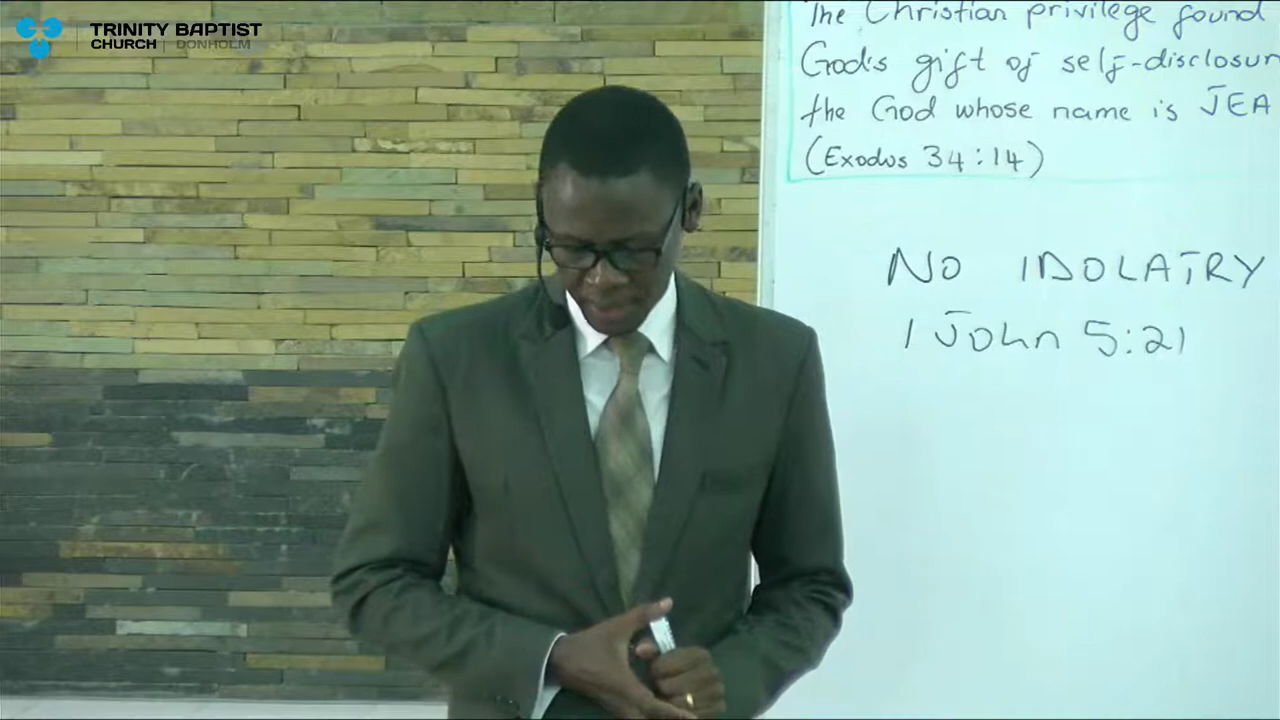 TRINITY BAPTIST
CHURCH | DONHOLM
The Christian privilege found
God's gift of self-disclosur
the God whose name is JEA
(Exodus 34:14)
NO IDOLATRY
1 John 5:21